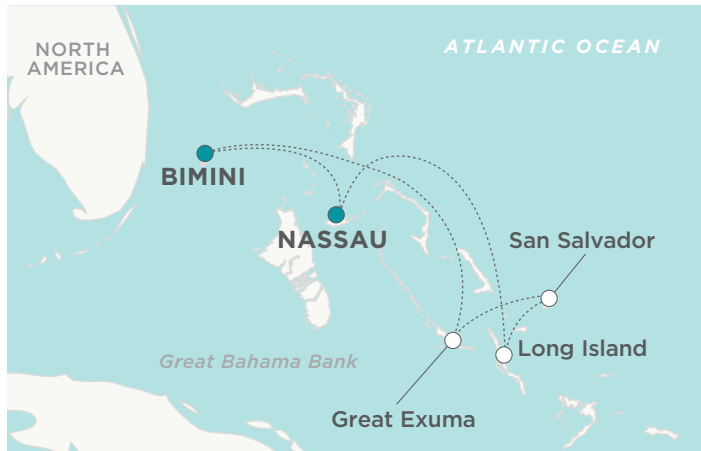 NORTH
AMERICA
ATLANTIC OCEAN
BIMINI
NASSAU
San Salvador
Long Island
Great Bahama Bank
Great Exuma